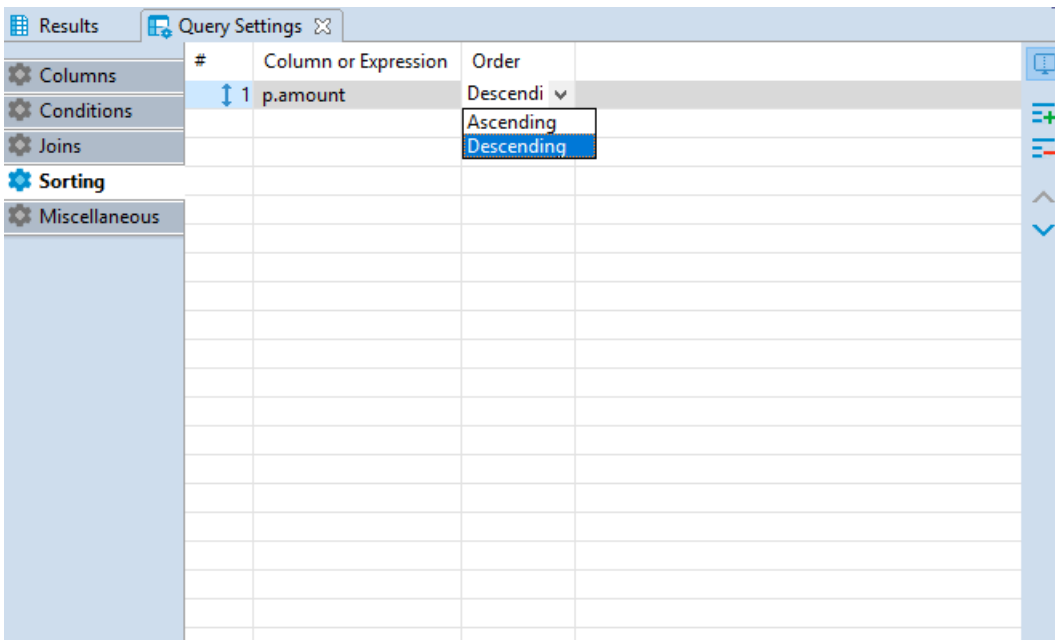 Results
Query Settings
Columns
Conditions
Joins
Sorting
Miscellaneous
# Column or Expression Order
1 p.amount Descendi
Ascending
Descending